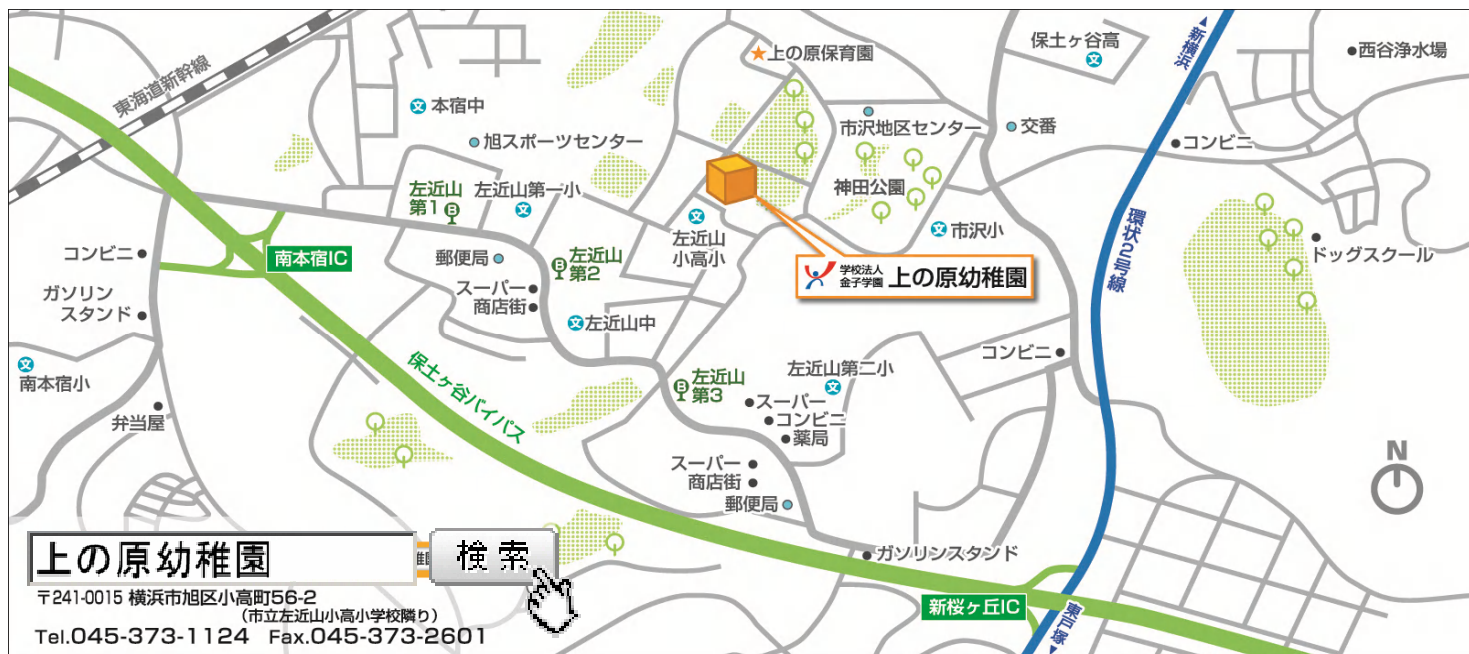 上の原保育園
保土ヶ谷高
新横浜
西谷浄水場
東海道新幹線
本宿中
市沢地区センター
交番
旭スポーツセンター
コンビニ
左近山
第1
B
左近山第一小
神田公園
左近山
小高小
市沢小
環状2号線
ドッグスクール
コンビニ
南本宿IC
郵便局
B
左近山
第2
学校法人
金子学園
上の原幼稚園
ガソリン
スタンド
スーパー
商店街
左近山中
コンビニ
南本宿小
保土ヶ谷バイパス
B
左近山
第3
左近山第二小
弁当屋
スーパー
コンビニ
薬局
N
スーパー
商店街
郵便局
上の原幼稚園
検索
ガソリンスタンド
〒241-0015 横浜市旭区小高町56-2
(市立左近山小高小学校隣り)
Tel.045-373-1124 Fax.045-373-2601
新桜ヶ丘IC
東戸塚
文
文
文
文
文
文
文
文